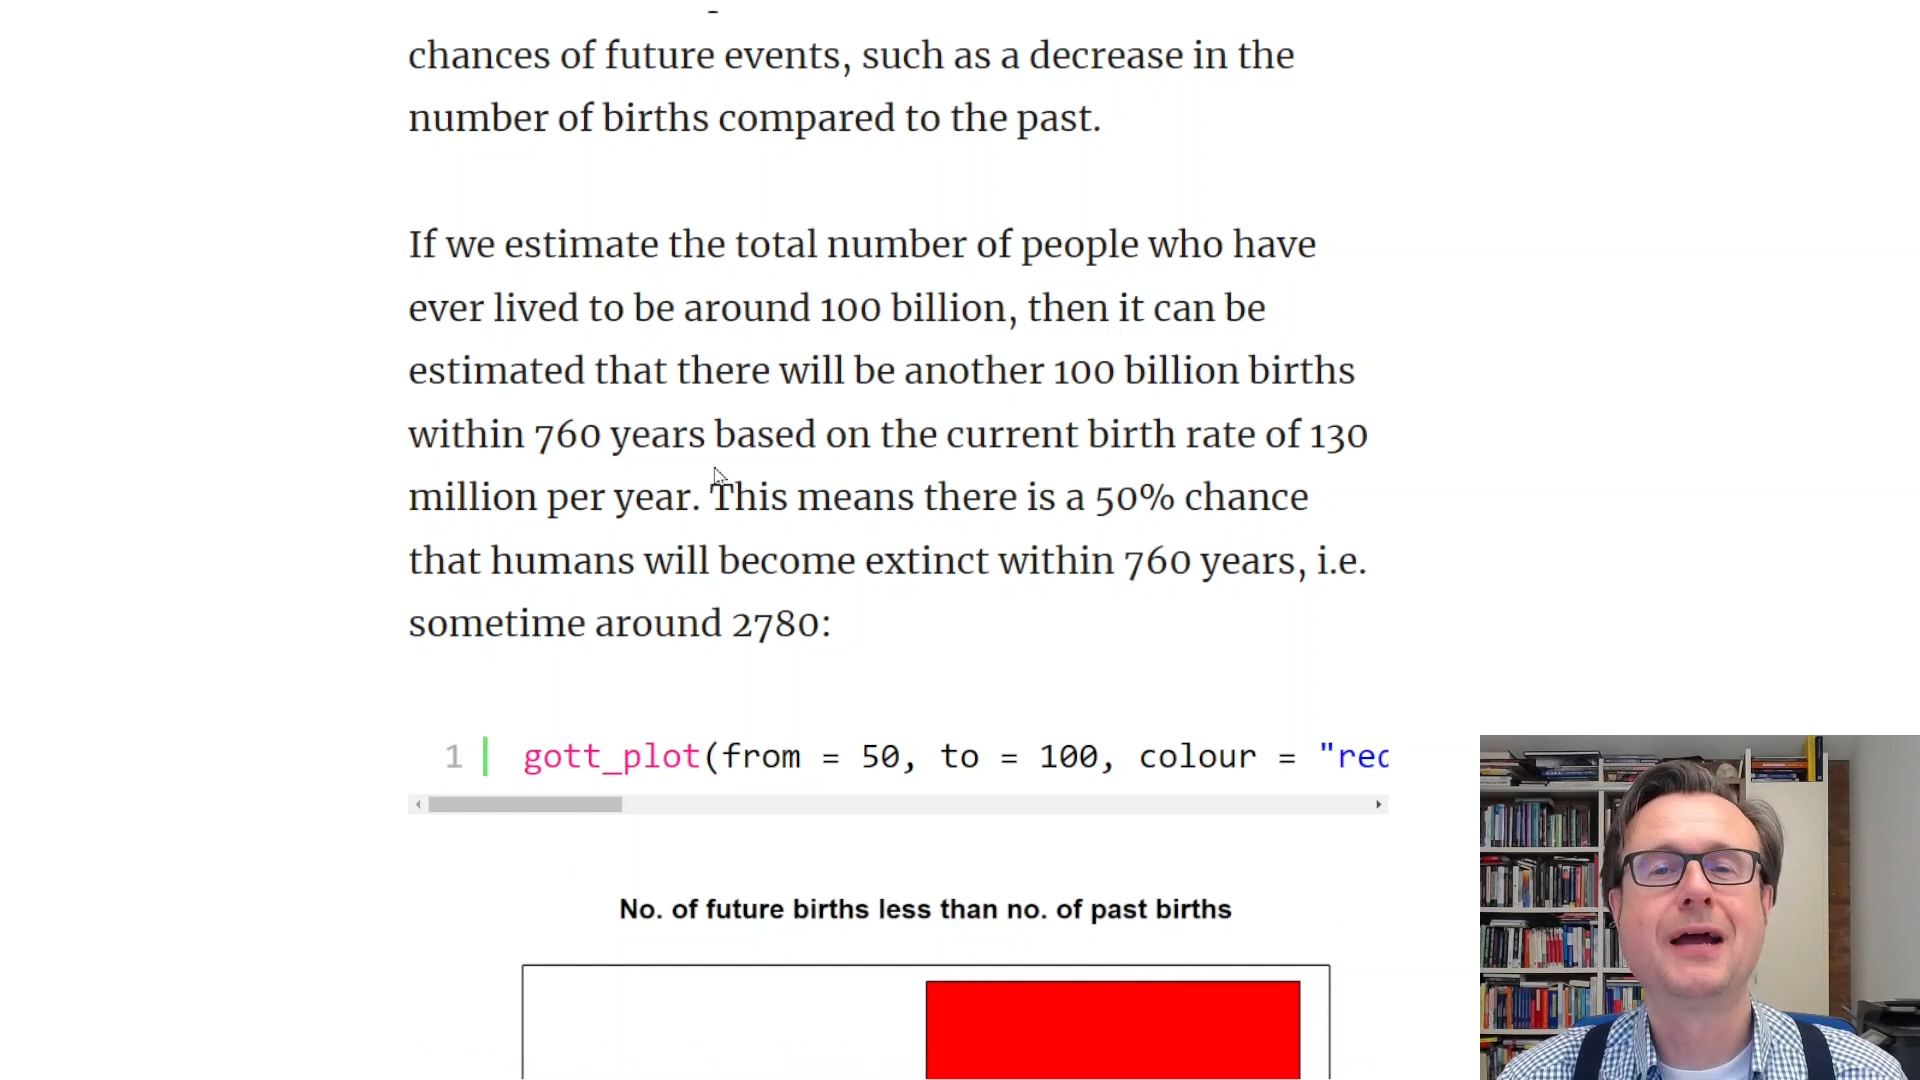 chances of future events, such as a decrease in the
number of births compared to the past.
If we estimate the total number of people who have
ever lived to be around 100 billion, then it can be
estimated that there will be another 100 billion births
within 760 years based on the current birth rate of 130
million per year. This means there is a 50% chance
that humans will become extinct within 760 years, i.e.
sometime around 2780:
1 gott_plot(from = 50, to = 100, colour = "red
No. of future births less than no. of past births